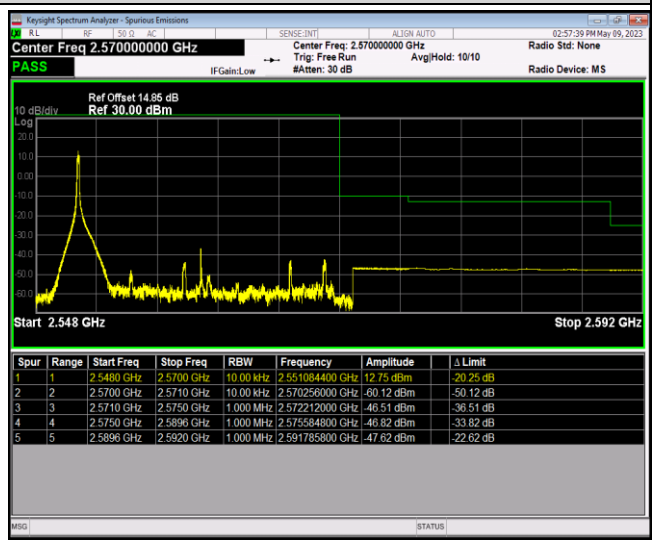 Keysight Spectrum Analyzer - Spurious Emissions
RL RF 50 Ω AC SENSE:INT ALIGN AUTO 02:57:39 PM May 09, 2023
Center Freq 2.570000000 GHz Center Freq: 2.570000000 GHz Radio Std: None
Trig: Free Run Avg|Hold: 10/10
PASS IFGain:Low #Atten: 30 dB Radio Device: MS
Ref Offset 14.85 dB
10 dB/div Ref 30.00 dBm
Log
20.0
10.0
0.00
-10.0
-20.0
-30.0
-40.0
-50.0
-60.0
Start 2.548 GHz Stop 2.592 GHz
Spur Range Start Freq Stop Freq RBW Frequency Amplitude Δ Limit
1 1 2.5480 GHz 2.5700 GHz 10.00 kHz 2.551084400 GHz 12.75 dBm -20.25 dB
2 2 2.5700 GHz 2.5710 GHz 10.00 kHz 2.570256000 GHz -60.12 dBm -50.12 dB
3 3 2.5710 GHz 2.5750 GHz 1.000 MHz 2.572212000 GHz -46.51 dBm -36.51 dB
4 4 2.5750 GHz 2.5896 GHz 1.000 MHz 2.575584800 GHz -46.82 dBm -33.82 dB
5 5 2.5896 GHz 2.5920 GHz 1.000 MHz 2.591785800 GHz -47.62 dBm -22.62 dB
MSG STATUS